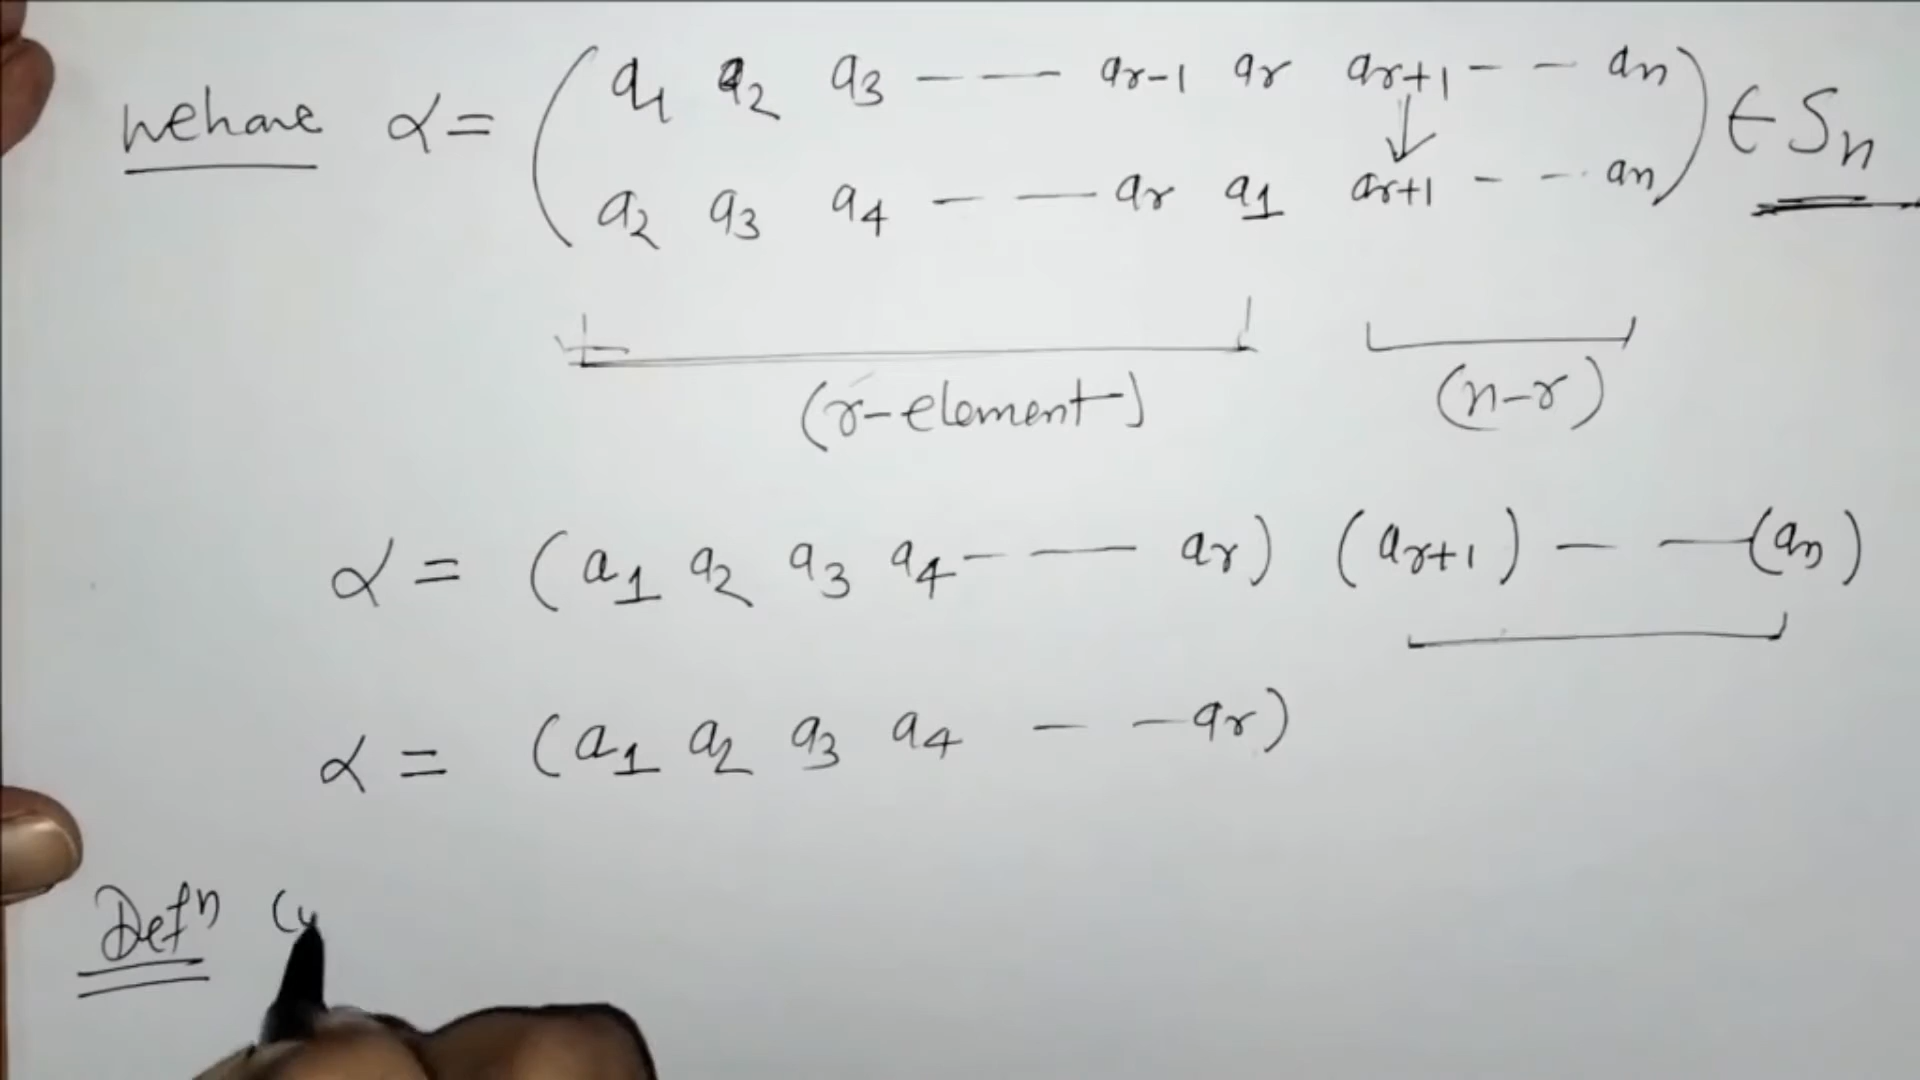 We have α = ( a1 a2 a3 - - - ar-1 ar ar+1 - - an ) ∈ Sn
a2 a3 a4 - - - ar a1 ar+1 - - an
(r-element) (n-r)
α = (a1 a2 a3 a4 - - - ar) (ar+1) - - - (an)
α = (a1 a2 a3 a4 - - ar)
Defn